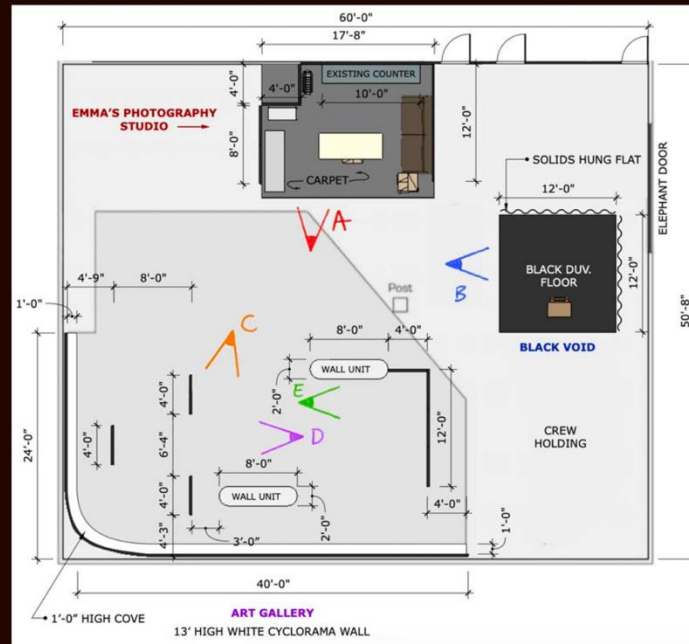 60'-0"
17'-8"
EXISTING COUNTER
4'-0"
4'-0"
10'-0"
EMMA'S PHOTOGRAPHY
STUDIO
8'-0"
12'-0"
CARPET
SOLIDS HUNG FLAT
12'-0"
ELEPHANT DOOR
A
B
BLACK DUV.
FLOOR
12'-0"
BLACK VOID
50'-8"
4'-9"
8'-0"
1'-0"
Post
C
8'-0"
4'-0"
WALL UNIT
2'-0"
E
D
4'-0"
6'-4"
4'-0"
24'-0"
12'-0"
CREW
HOLDING
8'-0"
WALL UNIT
2'-0"
4'-0"
4'-0"
4'-3"
3'-0"
1'-0"
40'-0"
1'-0" HIGH COVE
ART GALLERY
13' HIGH WHITE CYCLORAMA WALL